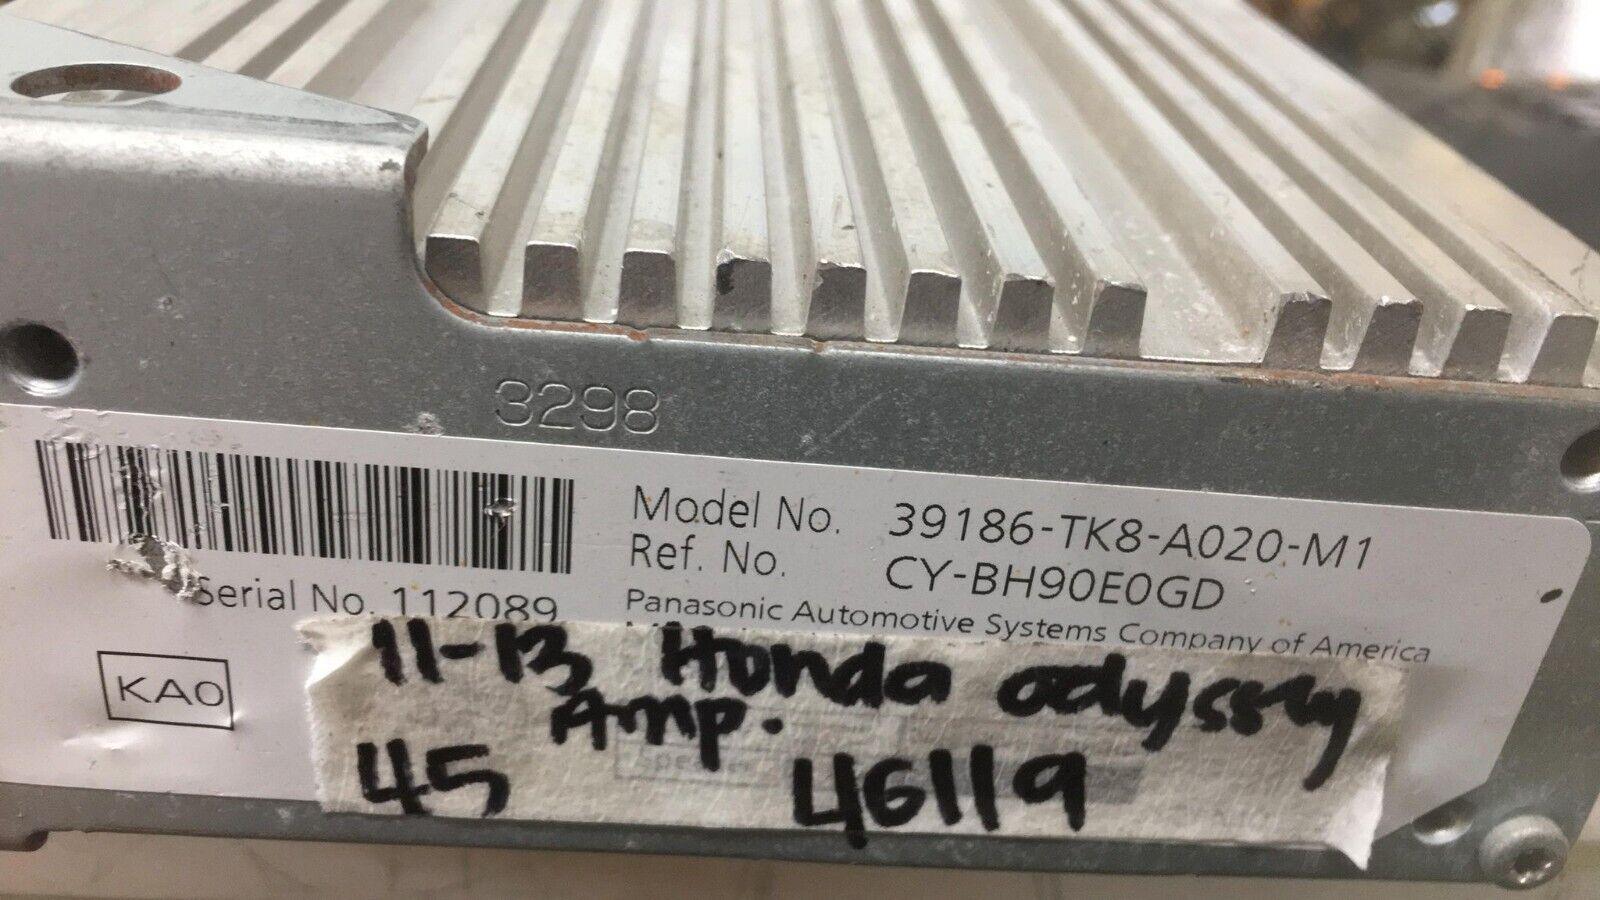 3298
Model No. 39186-TK8-A020-M1
Ref. No. CY-BH90E0GD
Serial No. 112089
Panasonic Automotive Systems Company of America
KA0
11-13 Honda odyssey
Amp.
45 46119